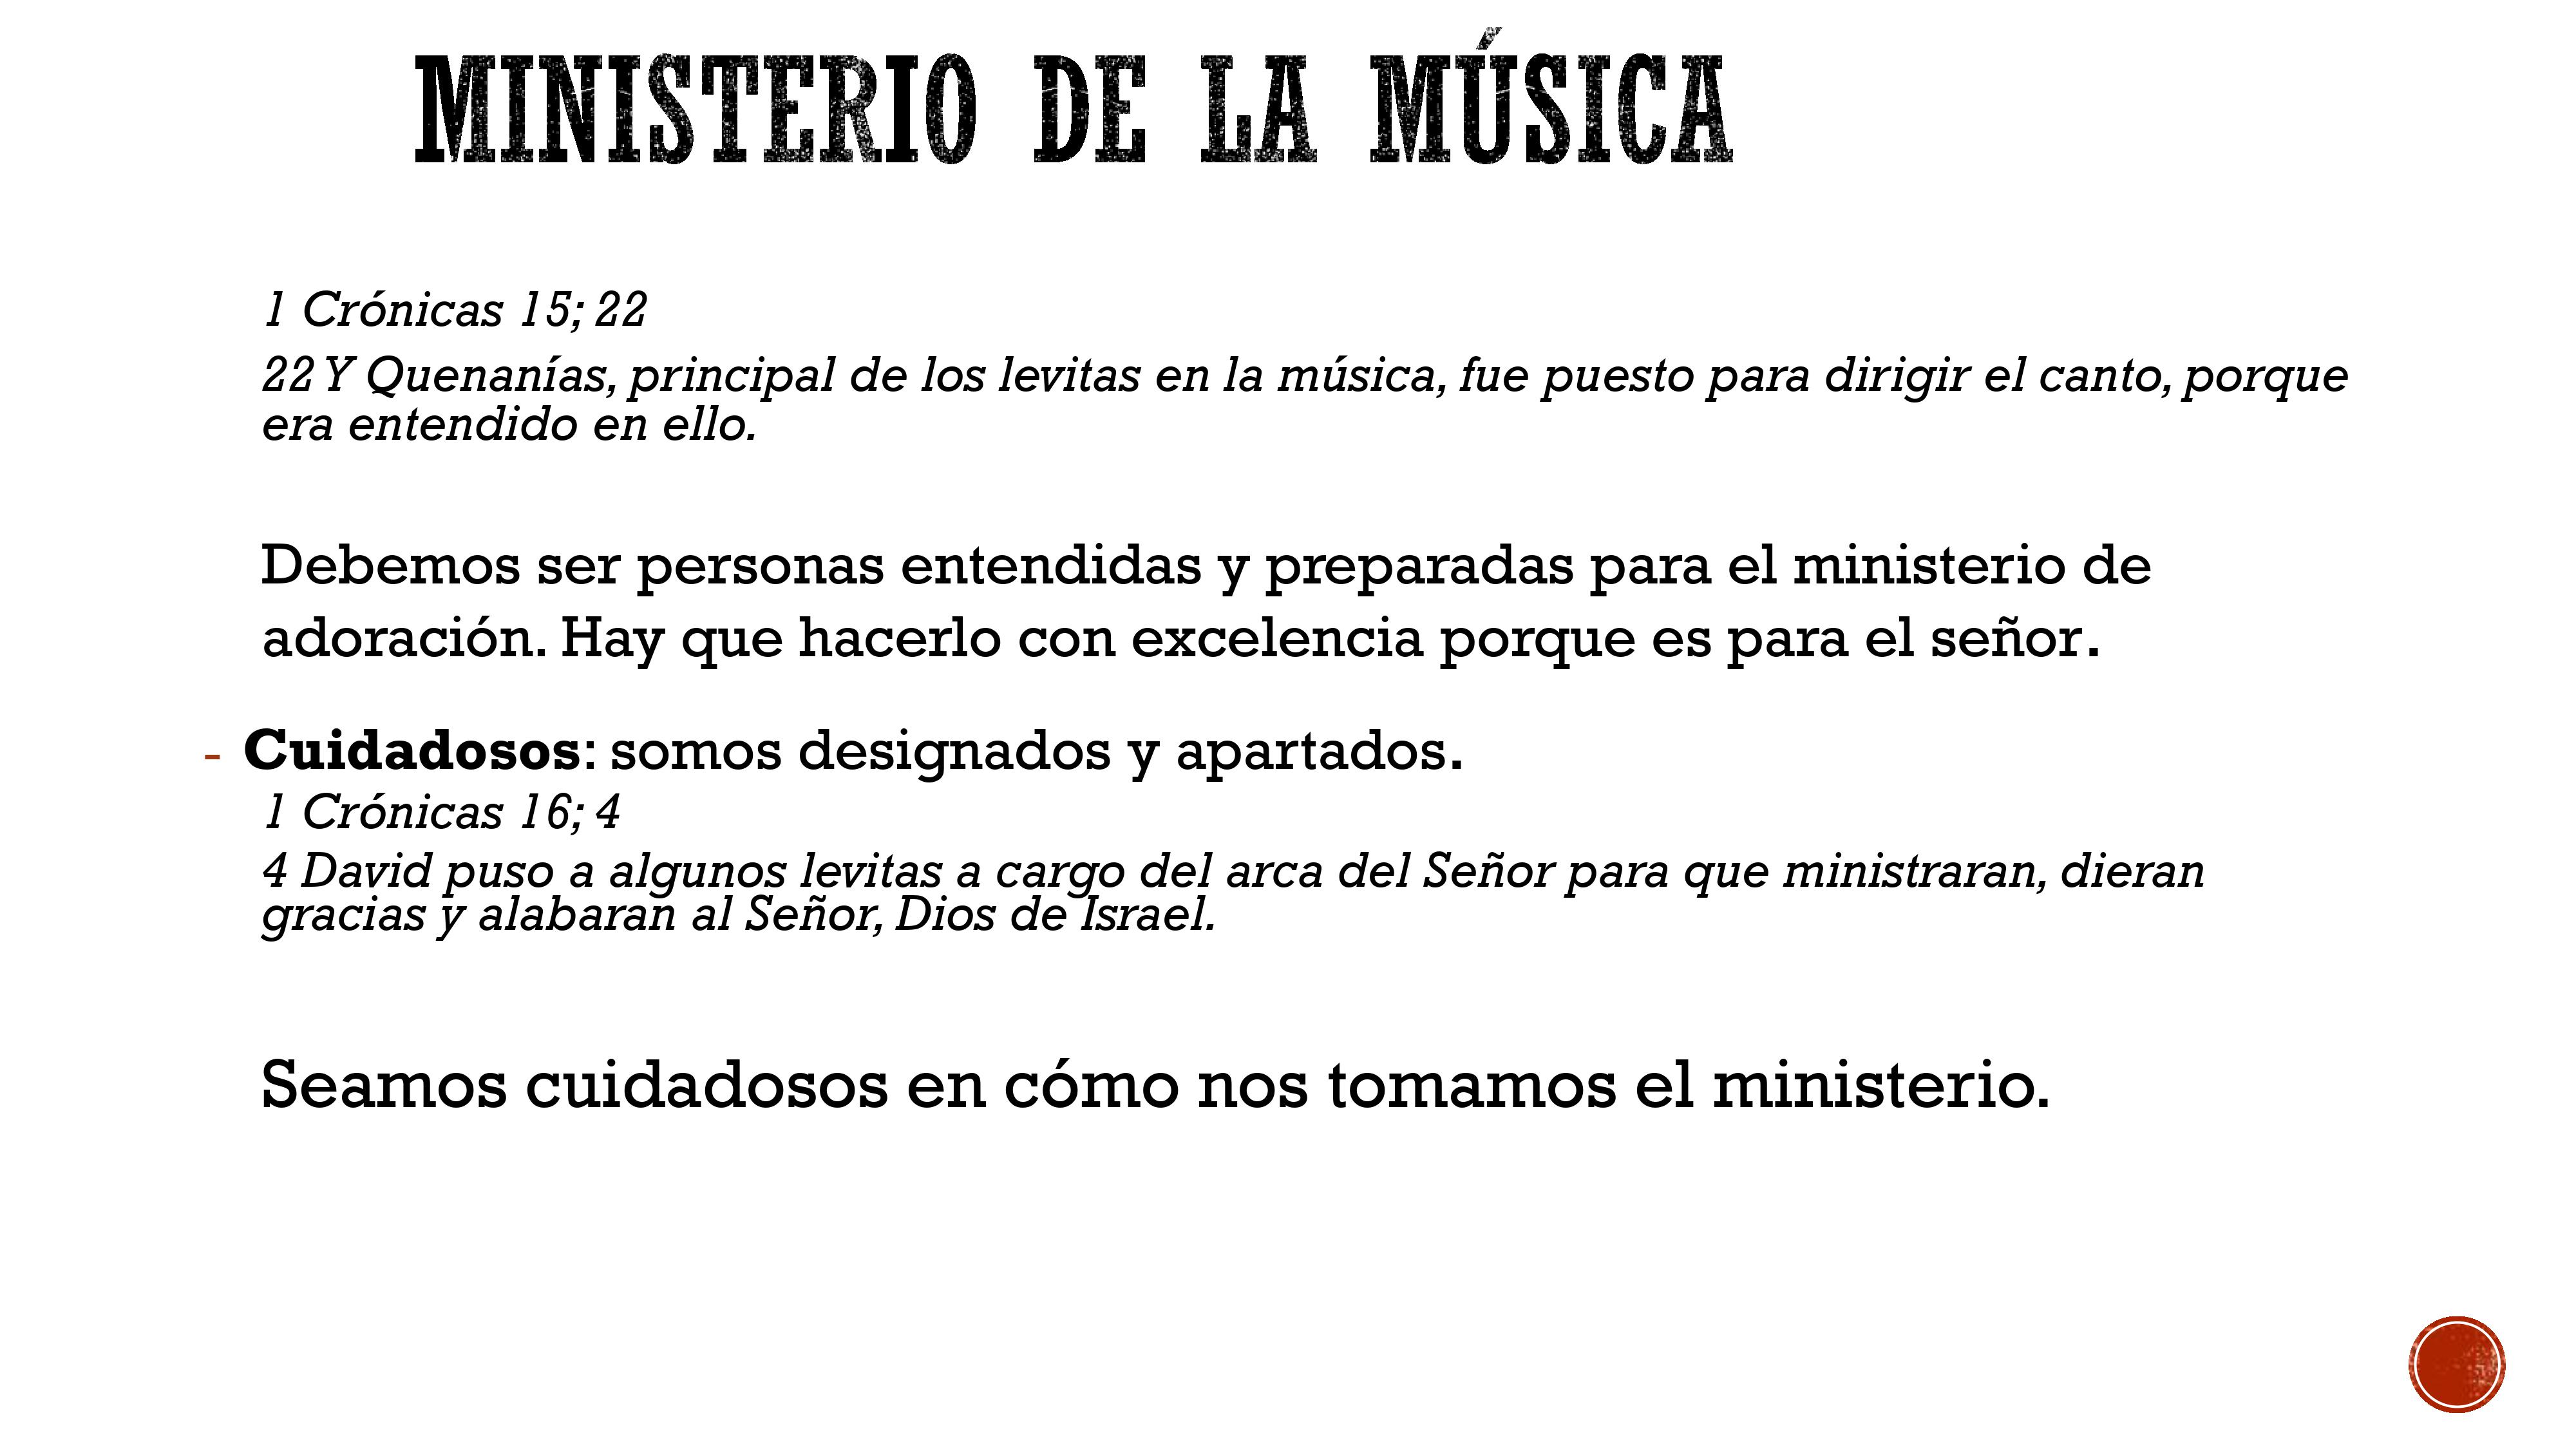 MINISTERIO DE LA MÚSICA
1 Crónicas 15; 22
22 Y Quenanías, principal de los levitas en la música, fue puesto para dirigir el canto, porque
era entendido en ello.
Debemos ser personas entendidas y preparadas para el ministerio de
adoración. Hay que hacerlo con excelencia porque es para el señor.
- Cuidadosos: somos designados y apartados.
1 Crónicas 16; 4
4 David puso a algunos levitas a cargo del arca del Señor para que ministraran, dieran
gracias y alabaran al Señor, Dios de Israel.
Seamos cuidadosos en cómo nos tomamos el ministerio.